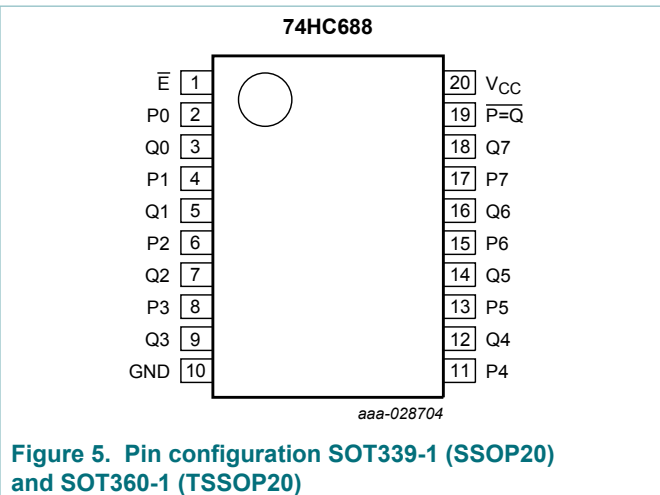 74HC688
E̅ 1
P0 2
Q0 3
P1 4
Q1 5
P2 6
Q2 7
P3 8
Q3 9
GND 10
20 VCC
19 P̅=̅Q̅
18 Q7
17 P7
16 Q6
15 P6
14 Q5
13 P5
12 Q4
11 P4
aaa-028704
Figure 5. Pin configuration SOT339-1 (SSOP20)
and SOT360-1 (TSSOP20)